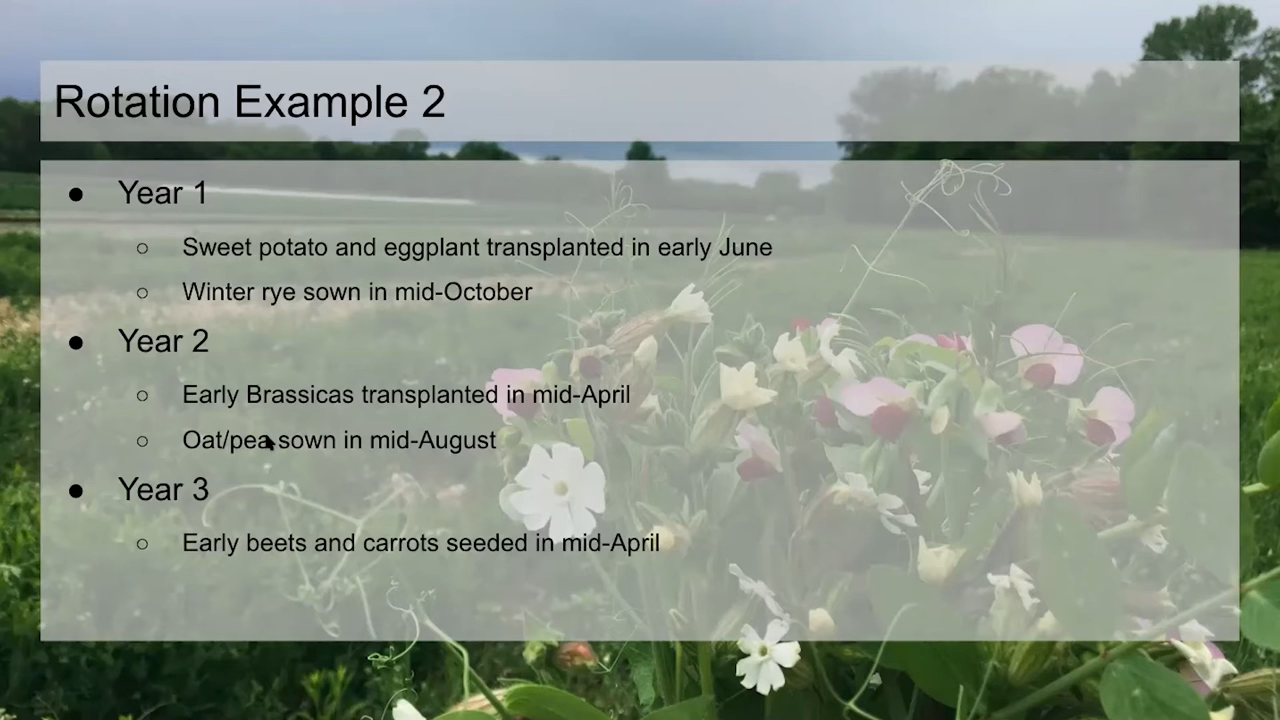 Rotation Example 2
● Year 1
○ Sweet potato and eggplant transplanted in early June
○ Winter rye sown in mid-October
● Year 2
○ Early Brassicas transplanted in mid-April
○ Oat/pea sown in mid-August
● Year 3
○ Early beets and carrots seeded in mid-April